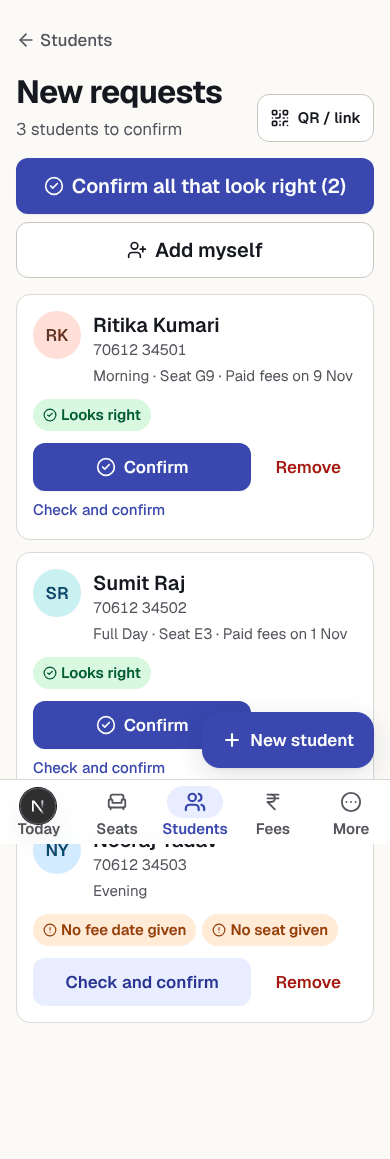 Students
New requests
3 students to confirm
QR / link
Confirm all that look right (2)
Add myself
RK
Ritika Kumari
70612 34501
Morning · Seat G9 · Paid fees on 9 Nov
Looks right
Confirm
Remove
Check and confirm
SR
Sumit Raj
70612 34502
Full Day · Seat E3 · Paid fees on 1 Nov
Looks right
Confirm
New student
Check and confirm
N
Today
Seats
Students
Fees
More
NY
70612 34503
Evening
No fee date given
No seat given
Check and confirm
Remove